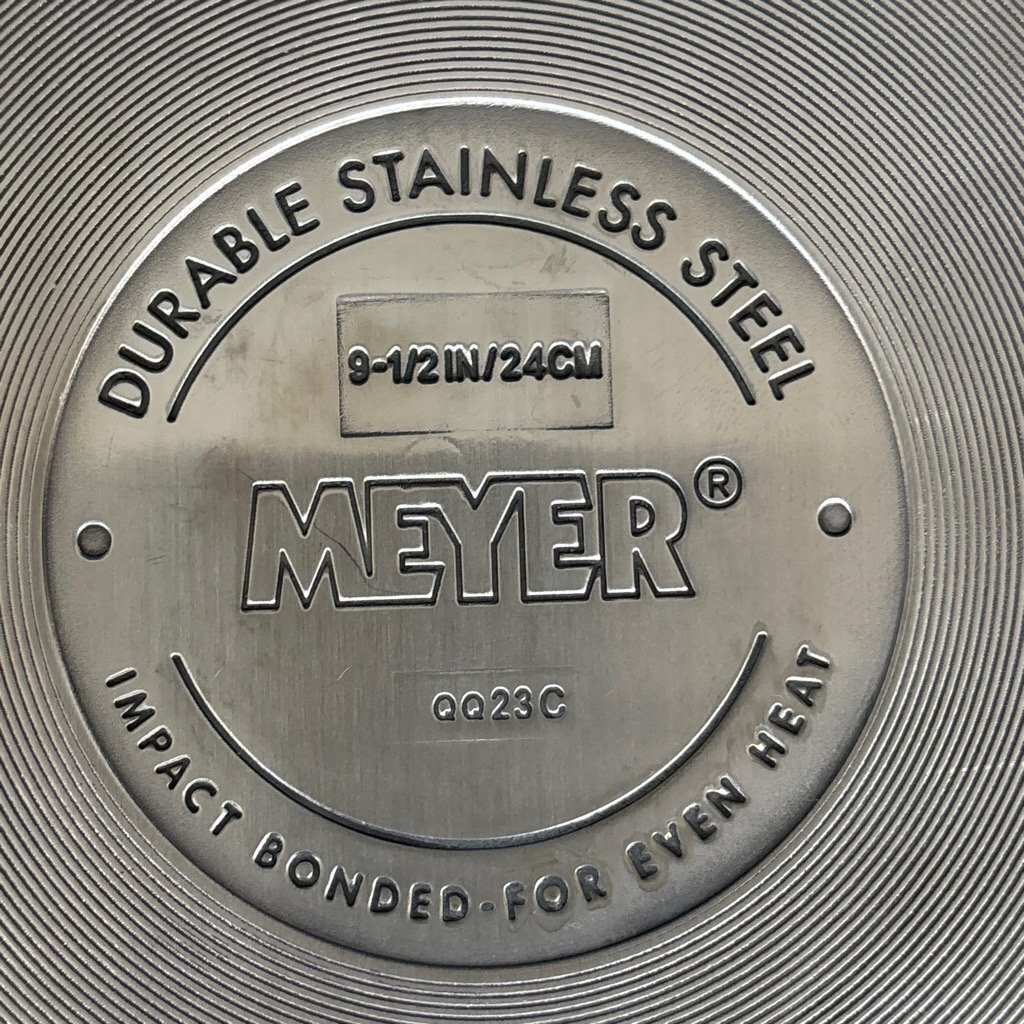 DURABLE STAINLESS STEEL
9-1/2 IN/24CM
MEYER®
QQ23C
IMPACT BONDED-FOR EVEN HEAT